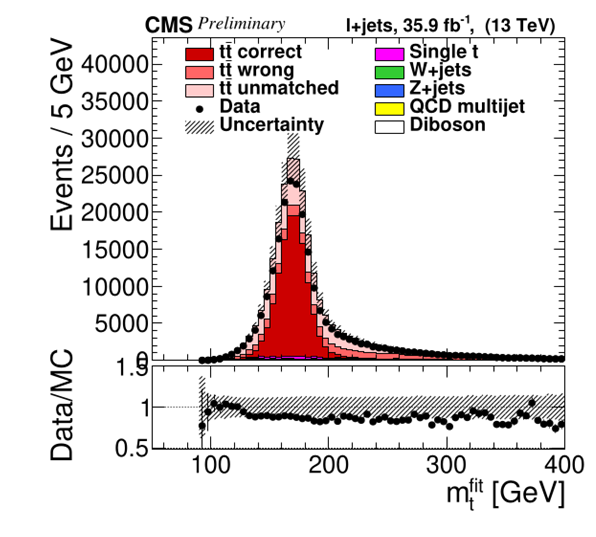 CMS Preliminary l+jets, 35.9 fb-1, (13 TeV)
tt correct Single t
tt wrong W+jets
tt unmatched Z+jets
Data QCD multijet
Uncertainty Diboson
Events / 5 GeV
40000
35000
30000
25000
20000
15000
10000
5000
0
Data/MC
1.5
1
0.5
100 200 300 400
m_t^fit [GeV]